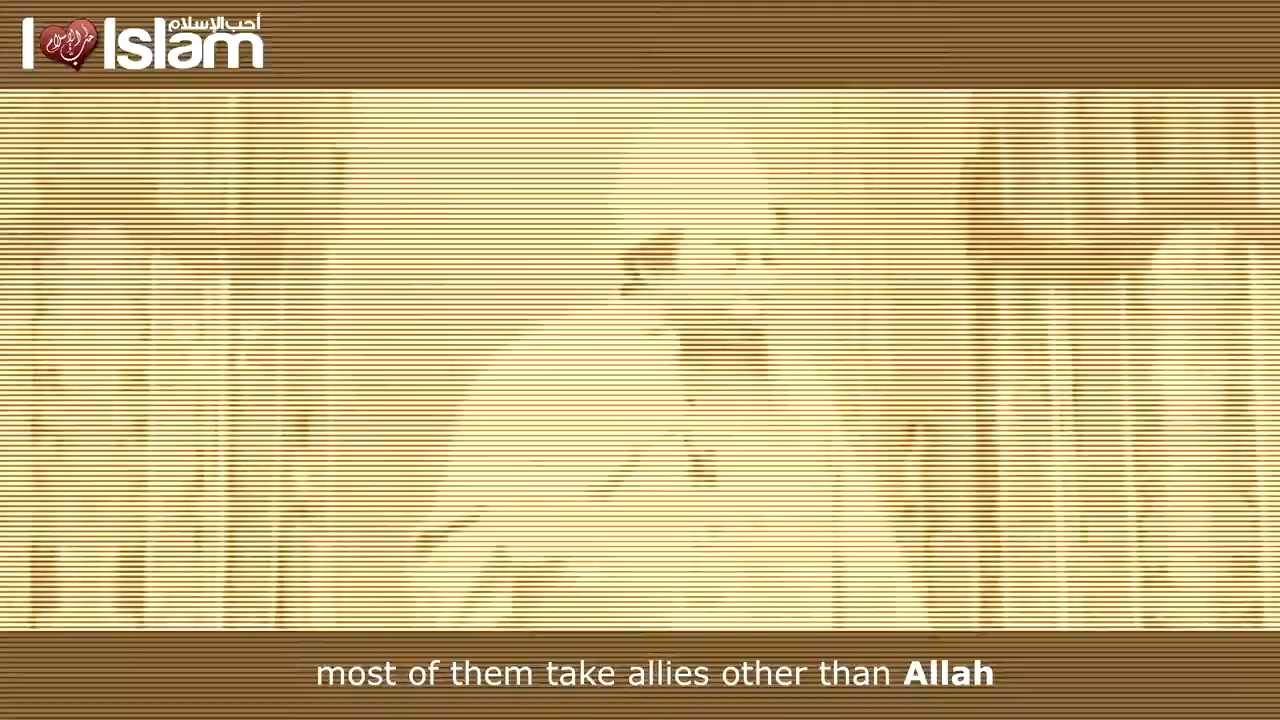 أحب الإسلام
I Islam
most of them take allies other than Allah